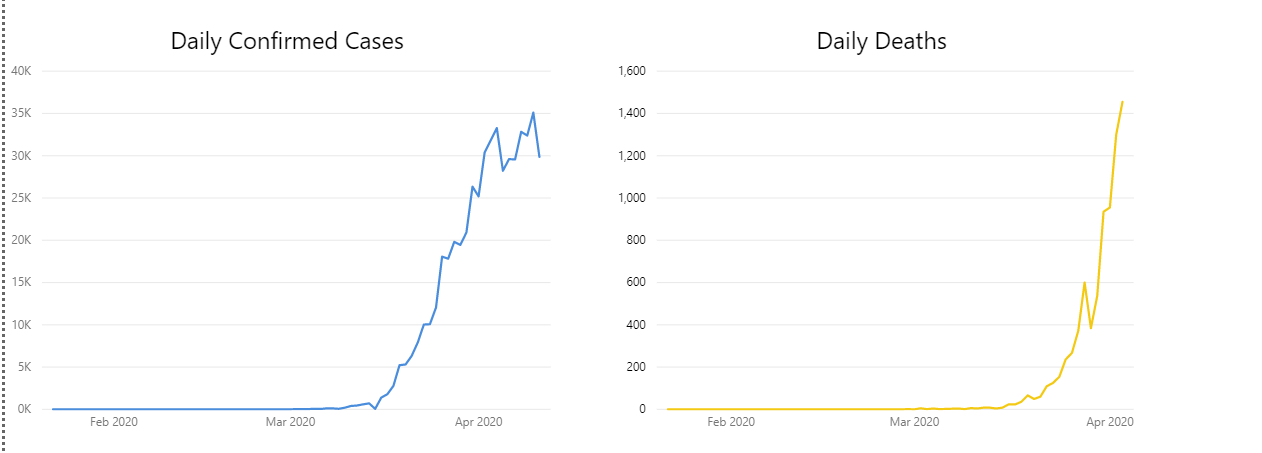 Daily Confirmed Cases
40K
35K
30K
25K
20K
15K
10K
5K
0K
Feb 2020 Mar 2020 Apr 2020
Daily Deaths
1,600
1,400
1,200
1,000
800
600
400
200
0
Feb 2020 Mar 2020 Apr 2020